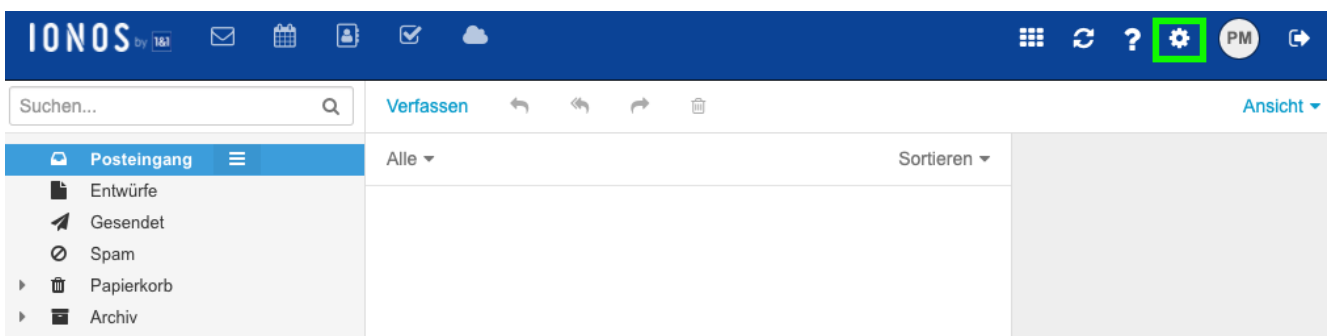 IONOS by 1&1
PM
Suchen...
Verfassen
Ansicht
Posteingang
Alle
Sortieren
Entwürfe
Gesendet
Spam
Papierkorb
Archiv